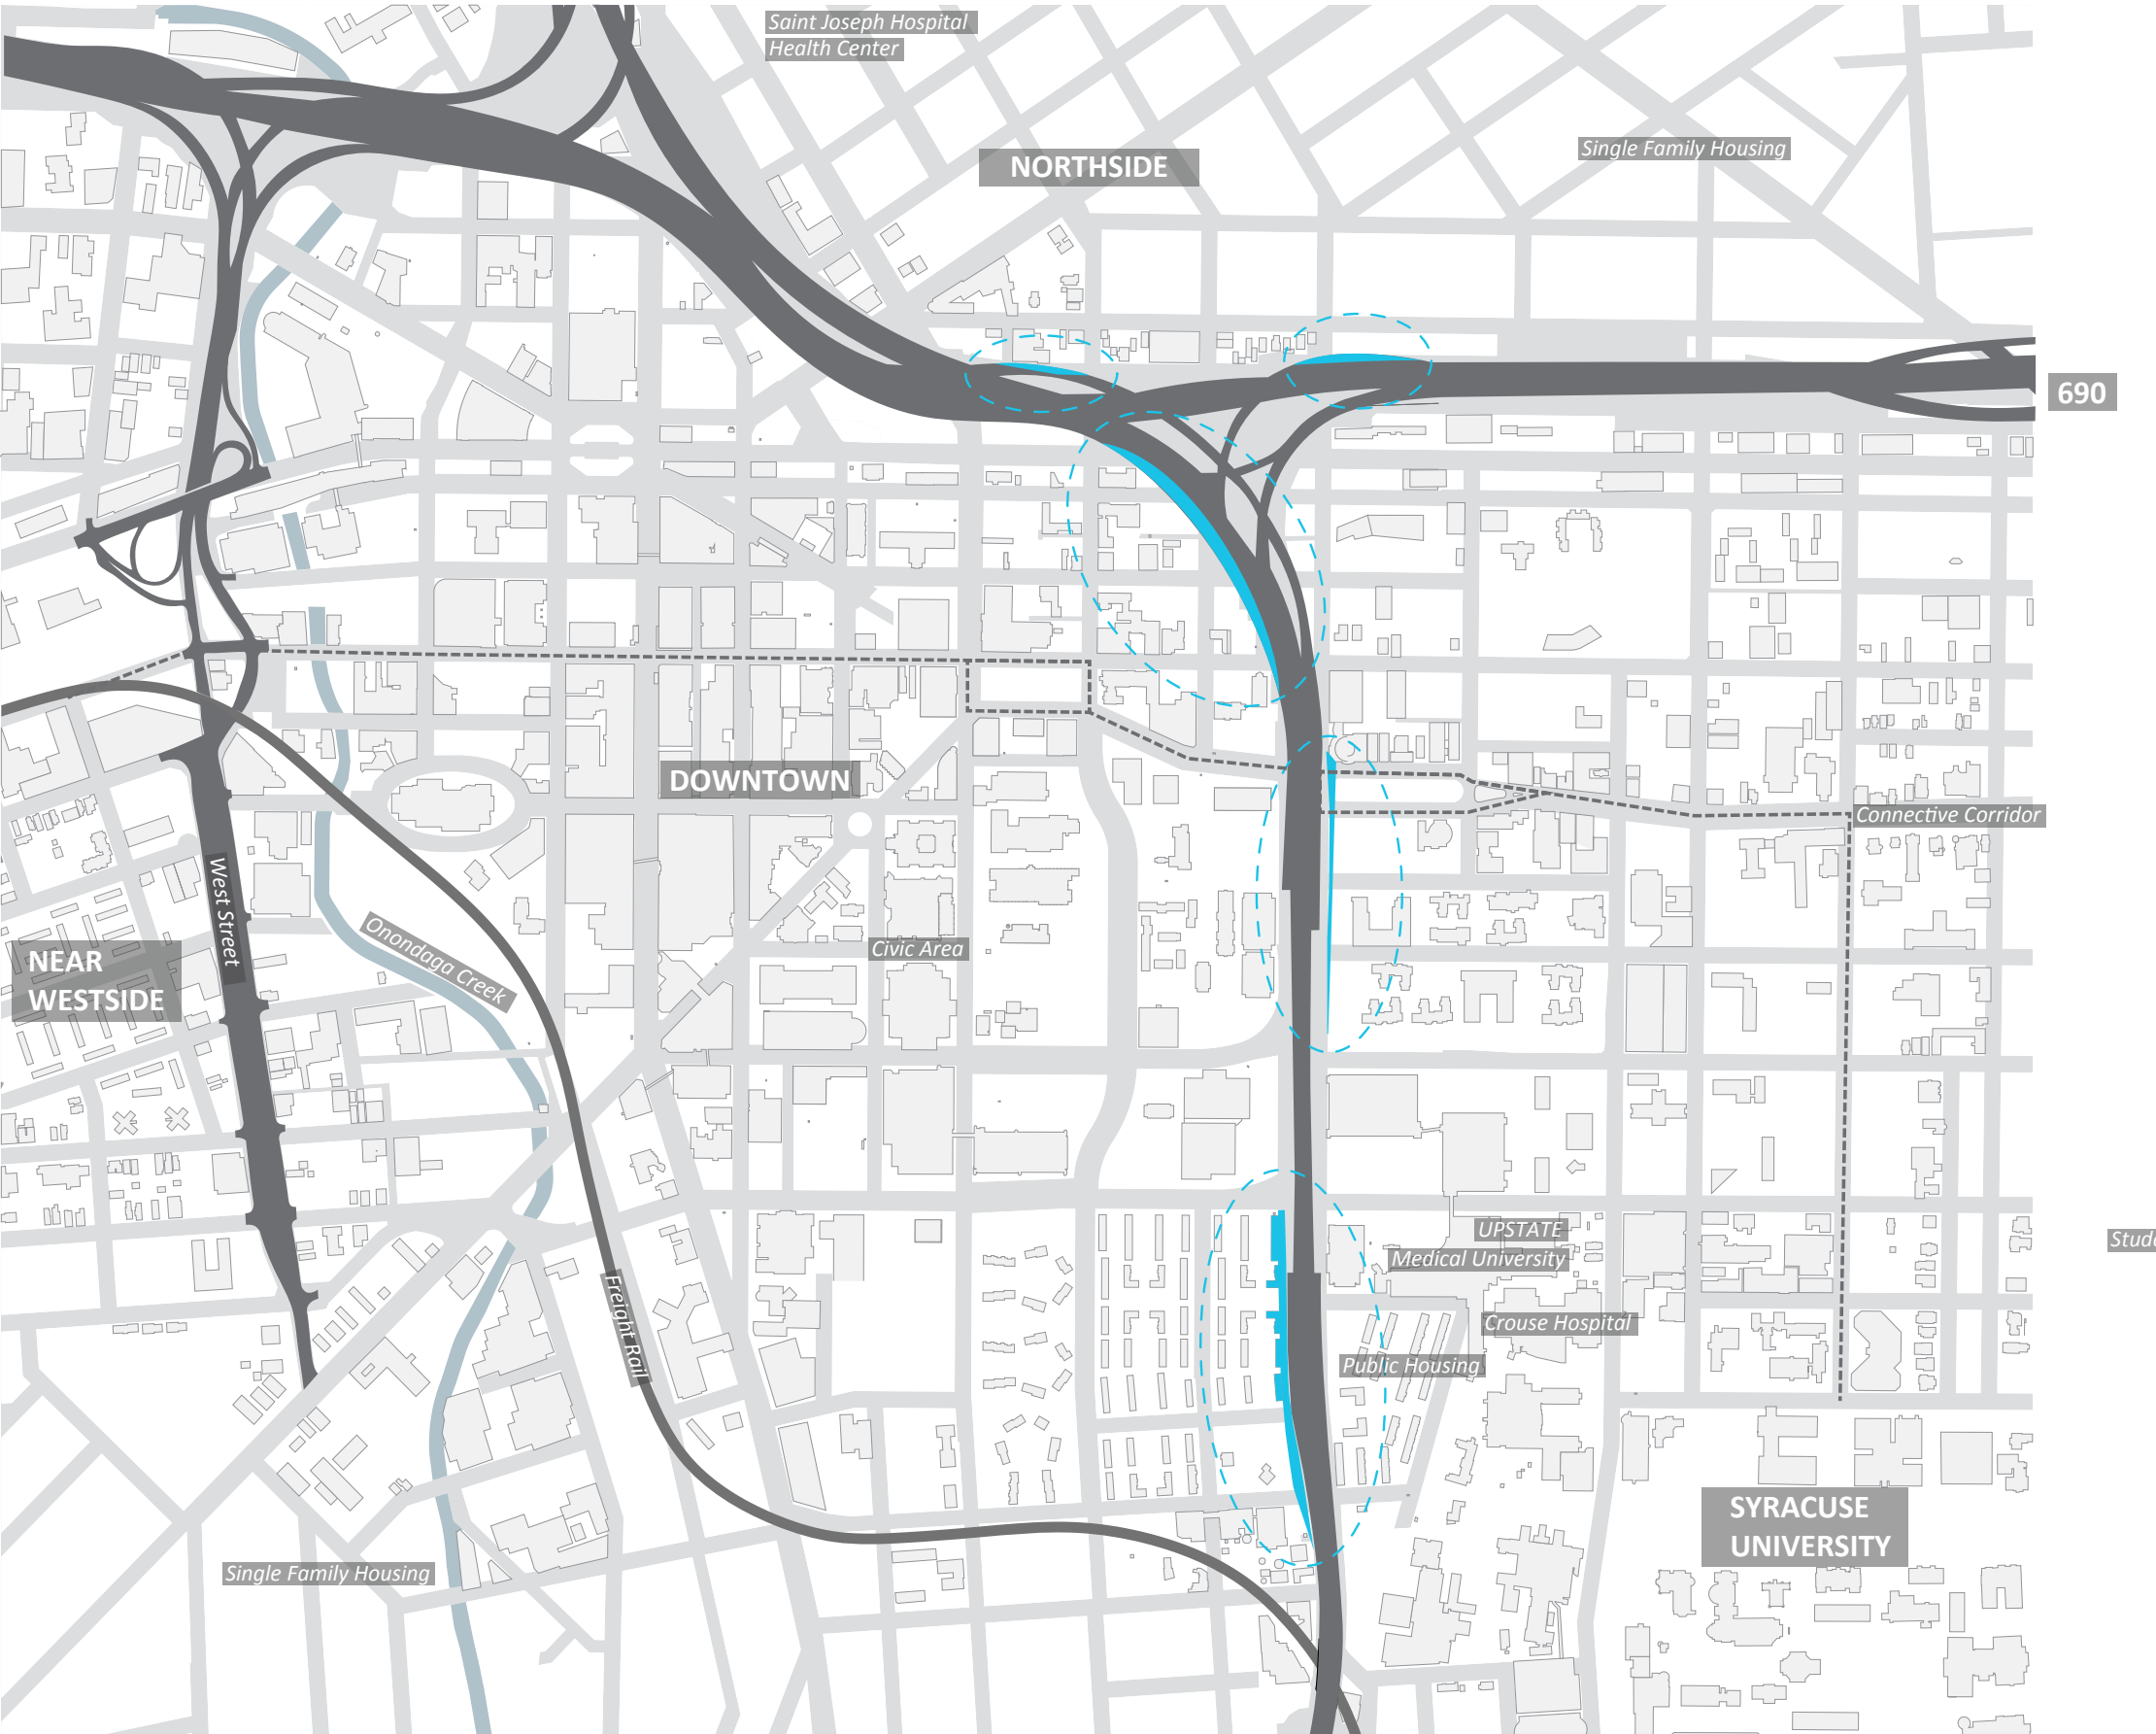 Saint Joseph Hospital
Health Center
Single Family Housing
NORTHSIDE
690
DOWNTOWN
Connective Corridor
West Street
NEAR
WESTSIDE
Onondaga Creek
Civic Area
UPSTATE
Medical University
Freight Rail
Crouse Hospital
Public Housing
SYRACUSE
UNIVERSITY
Single Family Housing